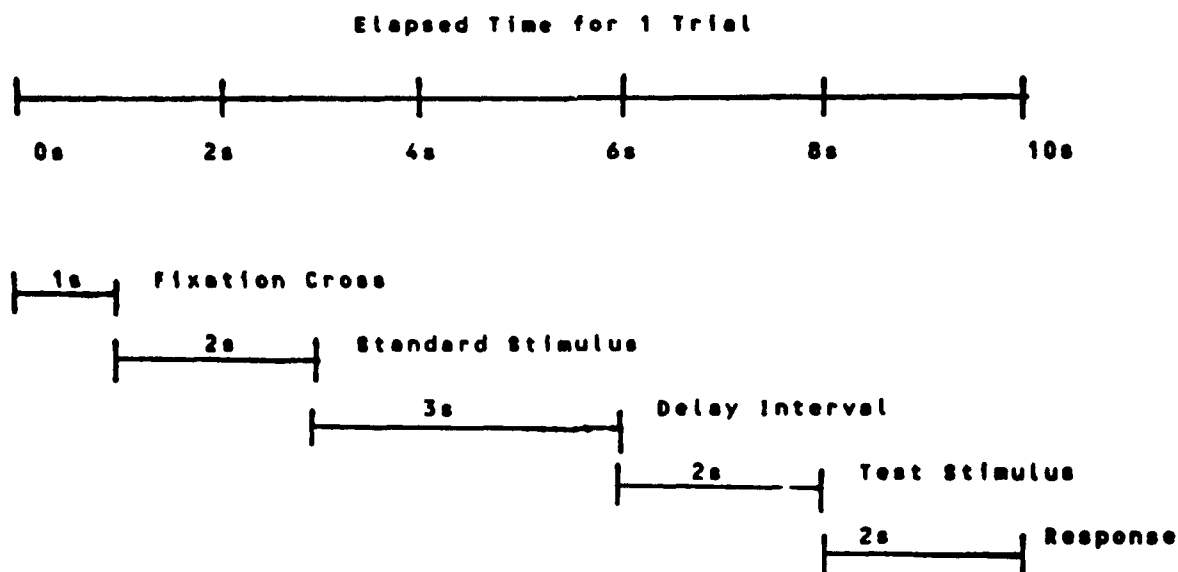 Elapsed Time for 1 Trial
0s 2s 4s 6s 8s 10s
1s Fixation Cross
2s Standard Stimulus
3s Delay Interval
2s Test Stimulus
2s Response